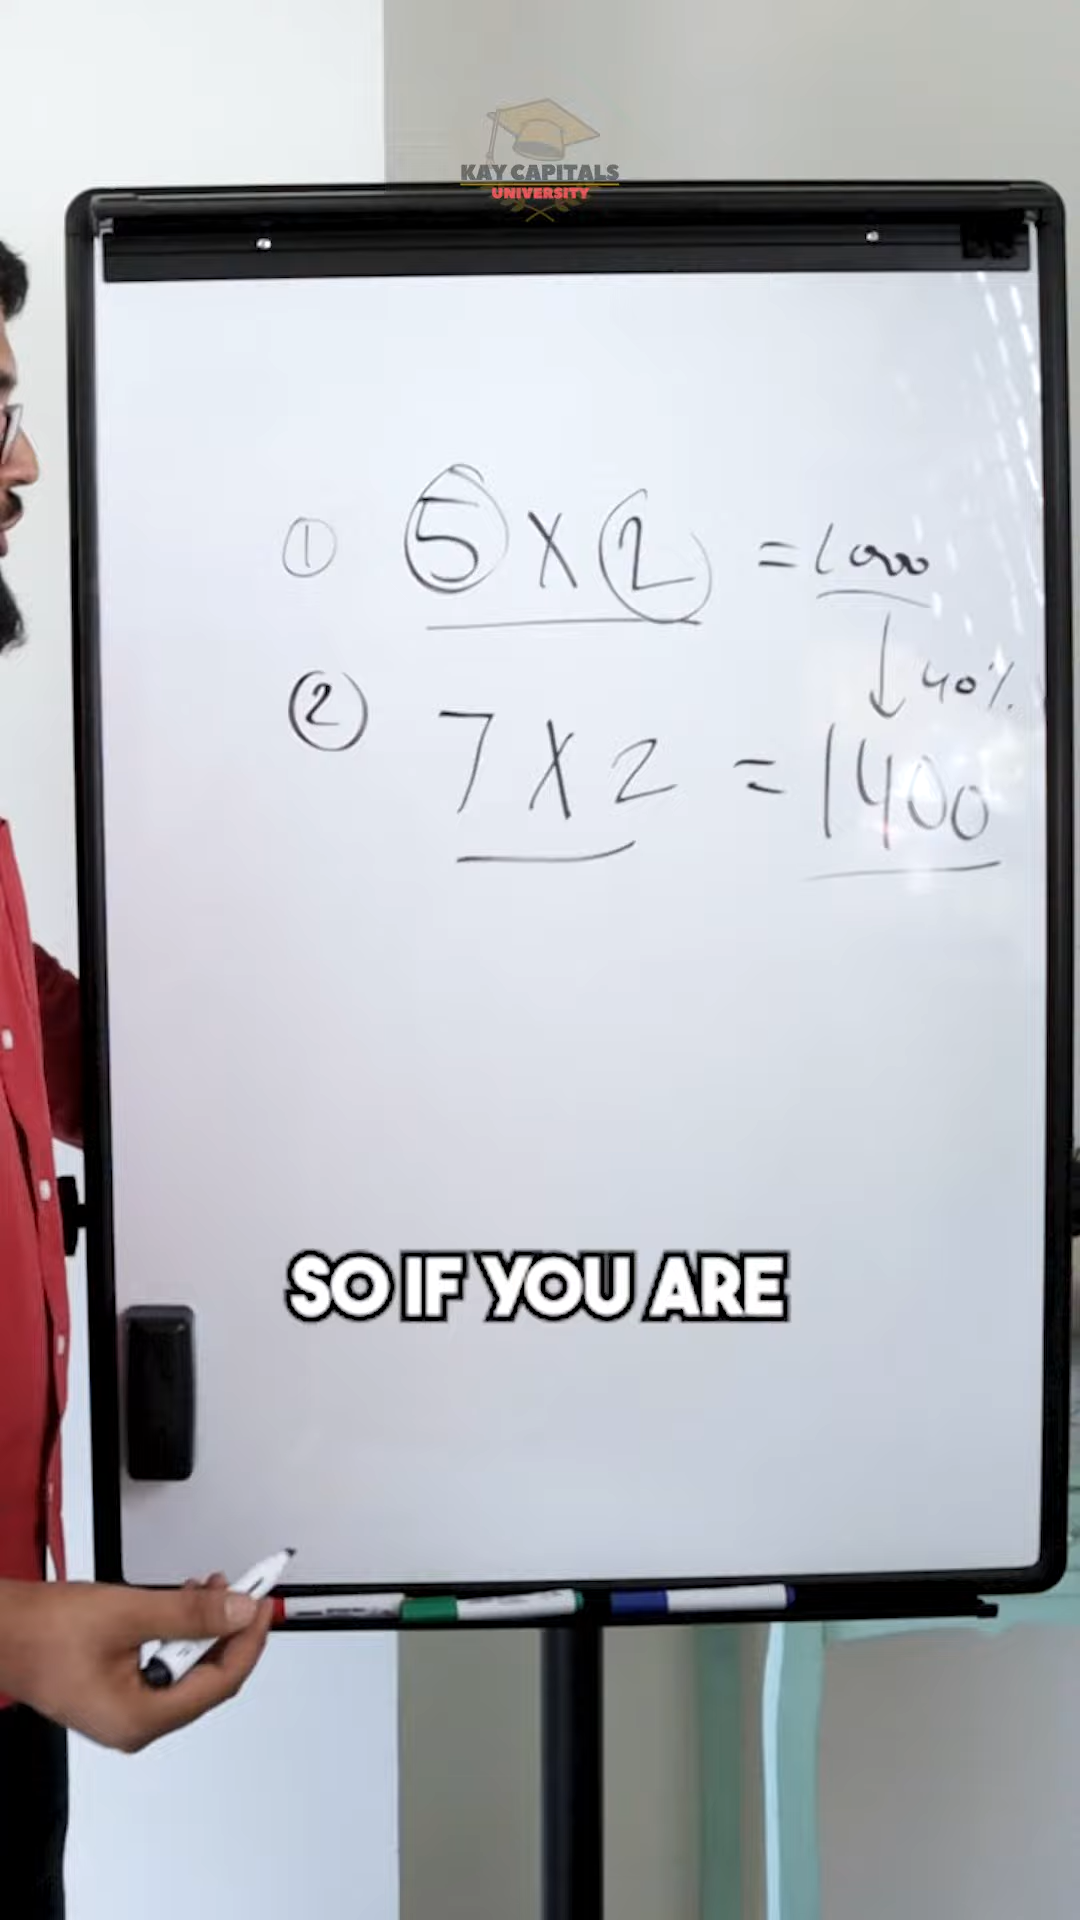 KAY CAPITALS
UNIVERSITY
① 5 X 2 = 1000
↓ 40%
② 7 X 2 = 1400
SO IF YOU ARE